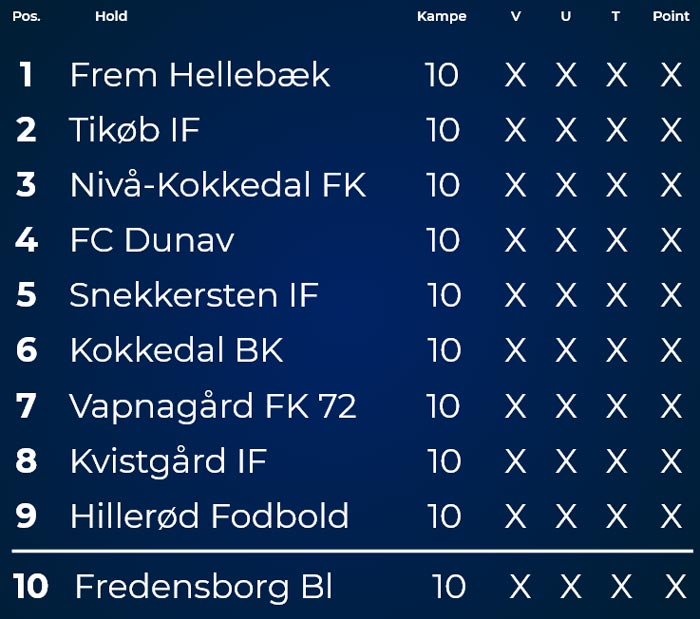 Pos. Hold Kampe V U T Point
1 Frem Hellebæk 10 X X X X
2 Tikøb IF 10 X X X X
3 Nivå-Kokkedal FK 10 X X X X
4 FC Dunav 10 X X X X
5 Snekkersten IF 10 X X X X
6 Kokkedal BK 10 X X X X
7 Vapnagård FK 72 10 X X X X
8 Kvistgård IF 10 X X X X
9 Hillerød Fodbold 10 X X X X
10 Fredensborg BI 10 X X X X